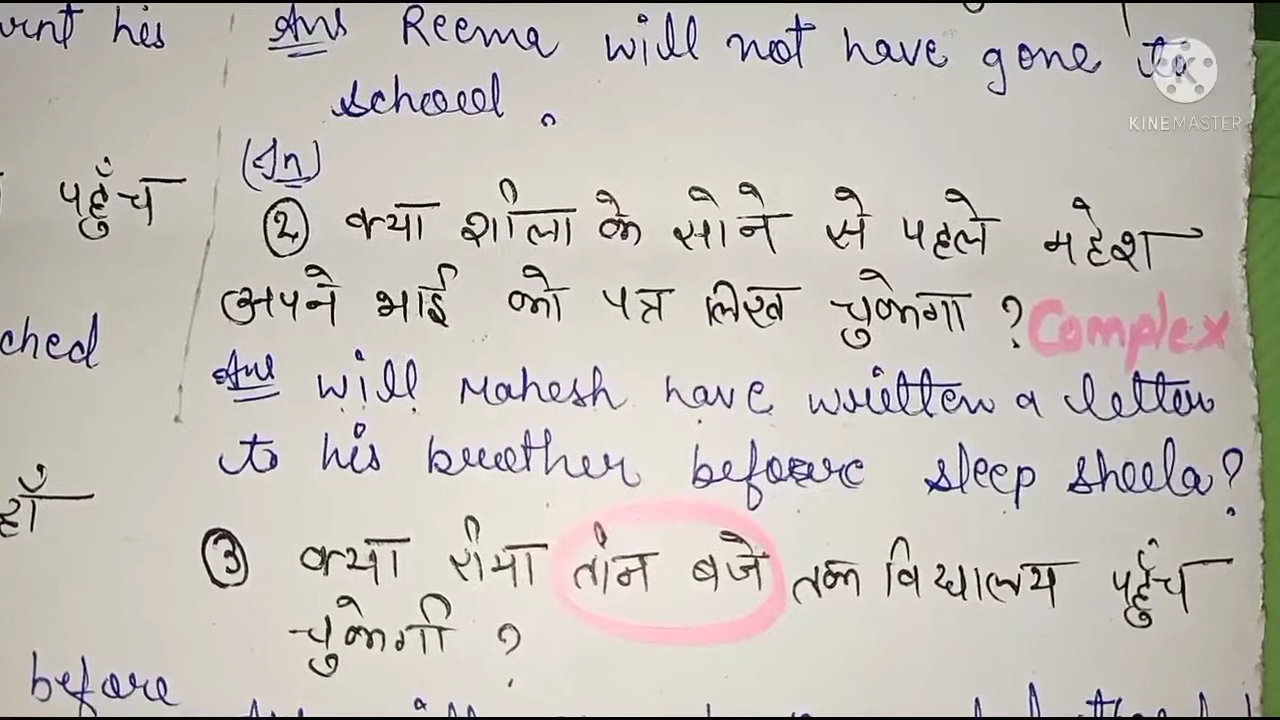 his
Ans Reema will not have gone to
school.
(In)
पहुँच
② क्या शीला के सोने से पहले महेश
अपने भाई को पत्र लिख चुकेगा ? Complex
ched
Ans will Mahesh have written a letter
to his brother before sleep sheela?
③ क्या रीमा तीन बजे तक विद्यालय पहुँच
चुकेगी ?
before
KINEMASTER